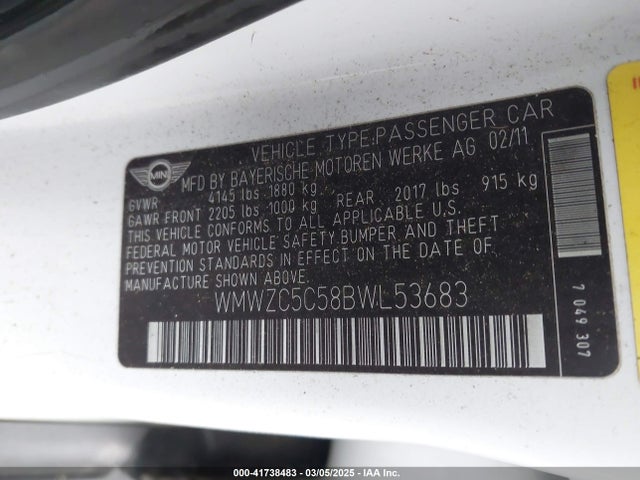 VEHICLE TYPE:PASSENGER CAR
MINI
MFD BY BAYERISCHE MOTOREN WERKE AG 02/11
GVWR 4145 lbs 1880 kg
GAWR FRONT 2205 lbs 1000 kg REAR 2017 lbs 915 kg
THIS VEHICLE CONFORMS TO ALL APPLICABLE U.S.
FEDERAL MOTOR VEHICLE SAFETY,BUMPER AND THEFT
PREVENTION STANDARDS IN EFFECT ON THE DATE OF
MANUFACTURE SHOWN ABOVE.
WMWZC5C58BWL53683
7 049 307
000-41738483 — 03/05/2025 — IAA Inc.